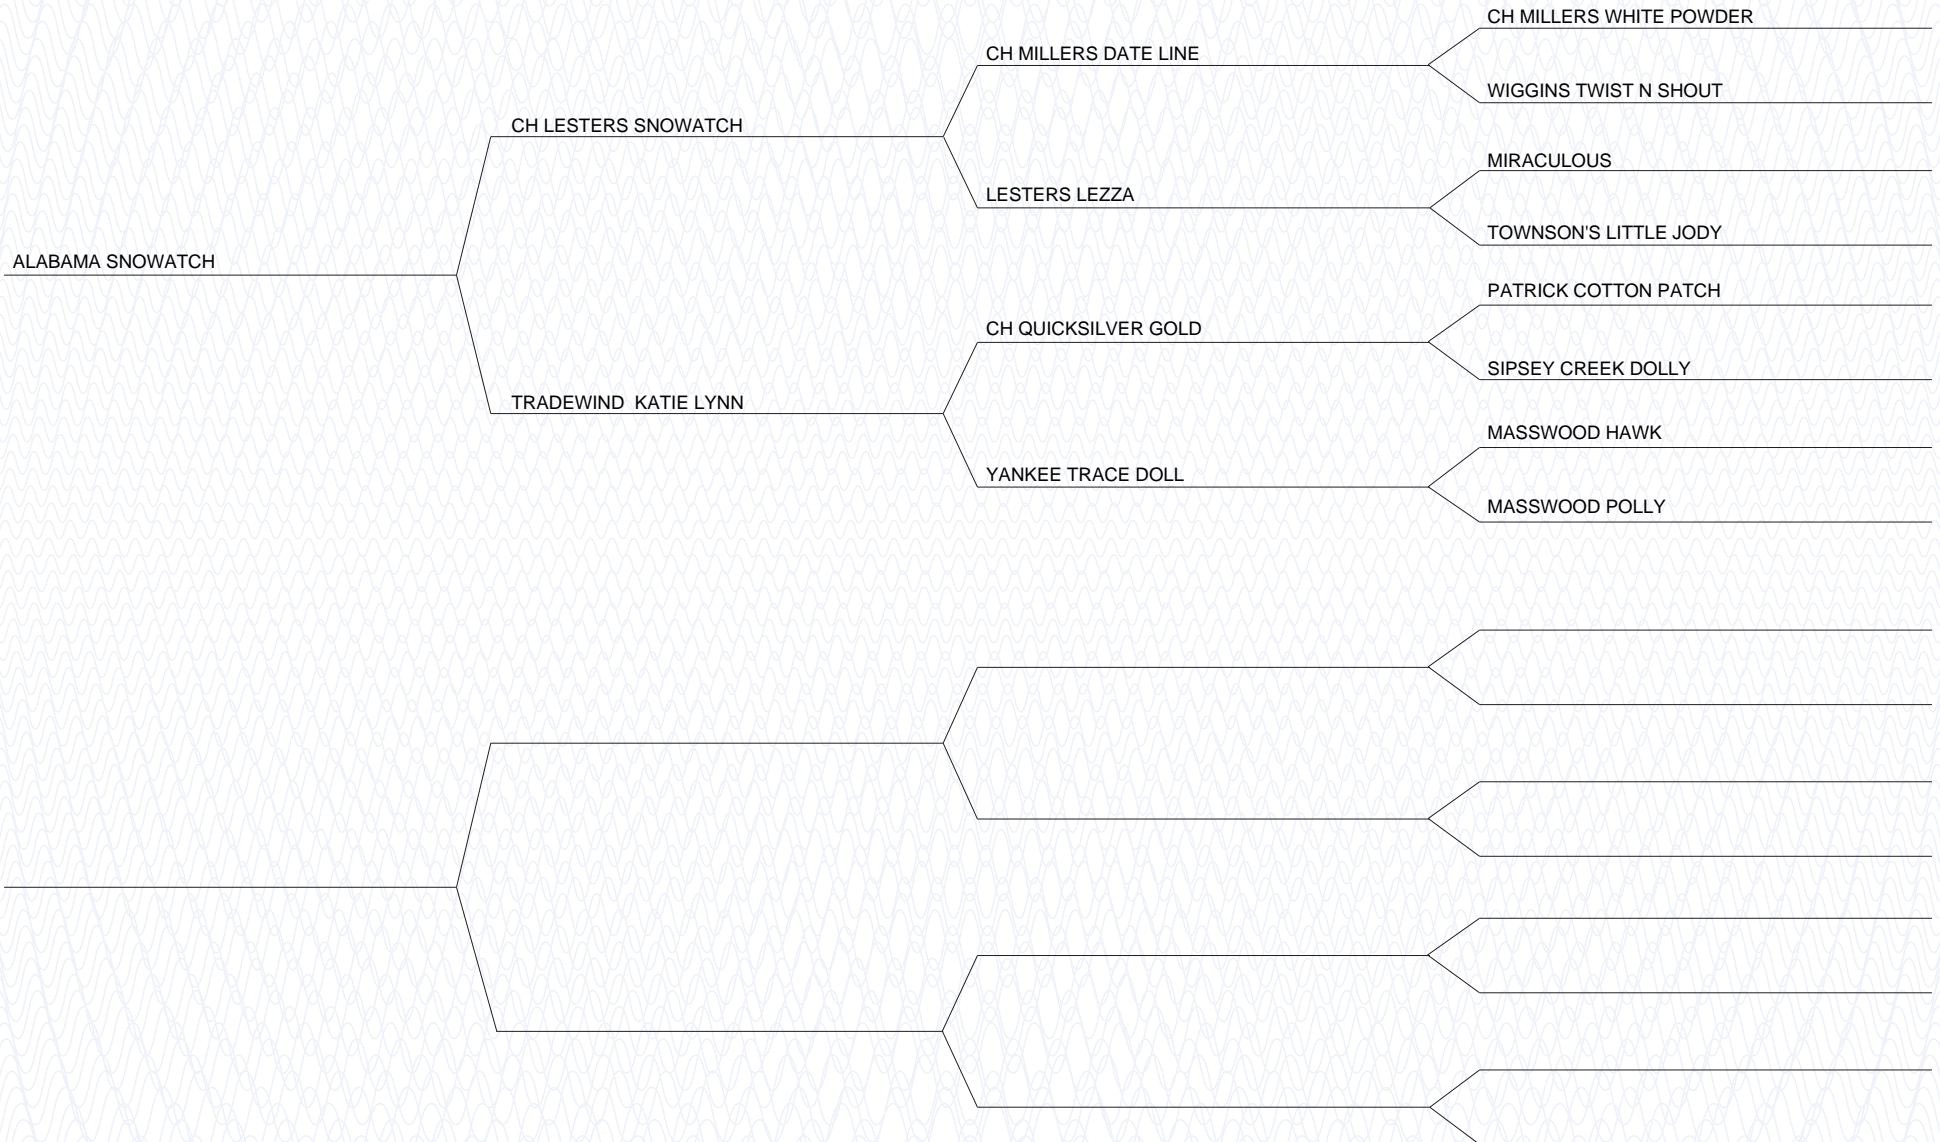 CH MILLERS WHITE POWDER
CH MILLERS DATE LINE
WIGGINS TWIST N SHOUT
CH LESTERS SNOWATCH
MIRACULOUS
LESTERS LEZZA
TOWNSON'S LITTLE JODY
ALABAMA SNOWATCH
PATRICK COTTON PATCH
CH QUICKSILVER GOLD
SIPSEY CREEK DOLLY
TRADEWIND  KATIE LYNN
MASSWOOD HAWK
YANKEE TRACE DOLL
MASSWOOD POLLY